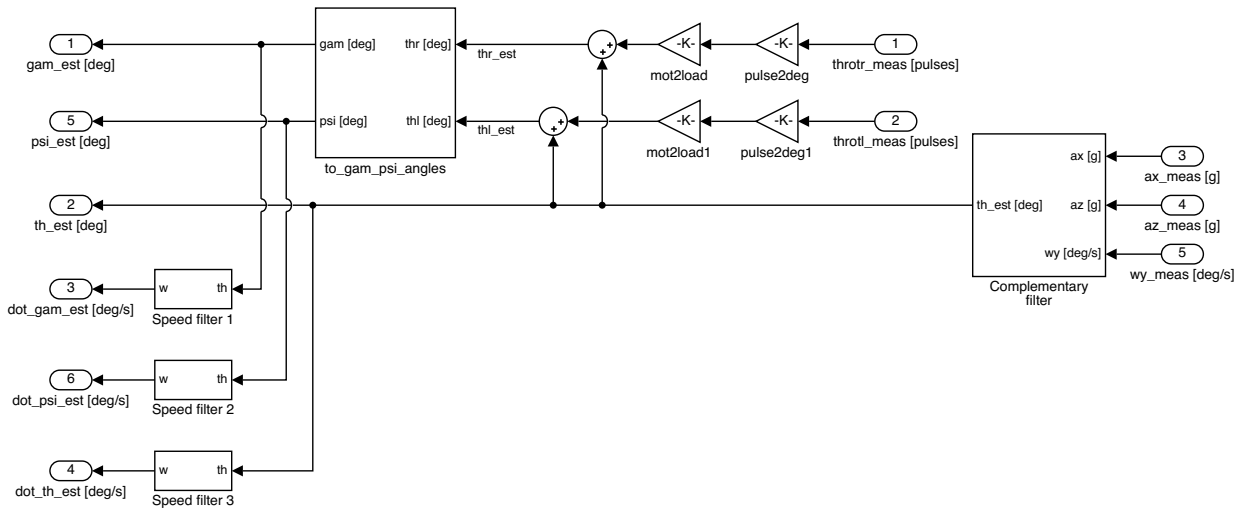 1
gam_est [deg]
gam [deg]
thr [deg]
thr_est
+
+
-K-
mot2load
-K-
pulse2deg
1
throtr_meas [pulses]
5
psi_est [deg]
psi [deg]
thl [deg]
to_gam_psi_angles
thl_est
+
+
-K-
mot2load1
-K-
pulse2deg1
2
throtl_meas [pulses]
2
th_est [deg]
th_est [deg]
ax [g]
az [g]
wy [deg/s]
Complementary
filter
3
ax_meas [g]
4
az_meas [g]
5
wy_meas [deg/s]
3
dot_gam_est [deg/s]
w
th
Speed filter 1
6
dot_psi_est [deg/s]
w
th
Speed filter 2
4
dot_th_est [deg/s]
w
th
Speed filter 3